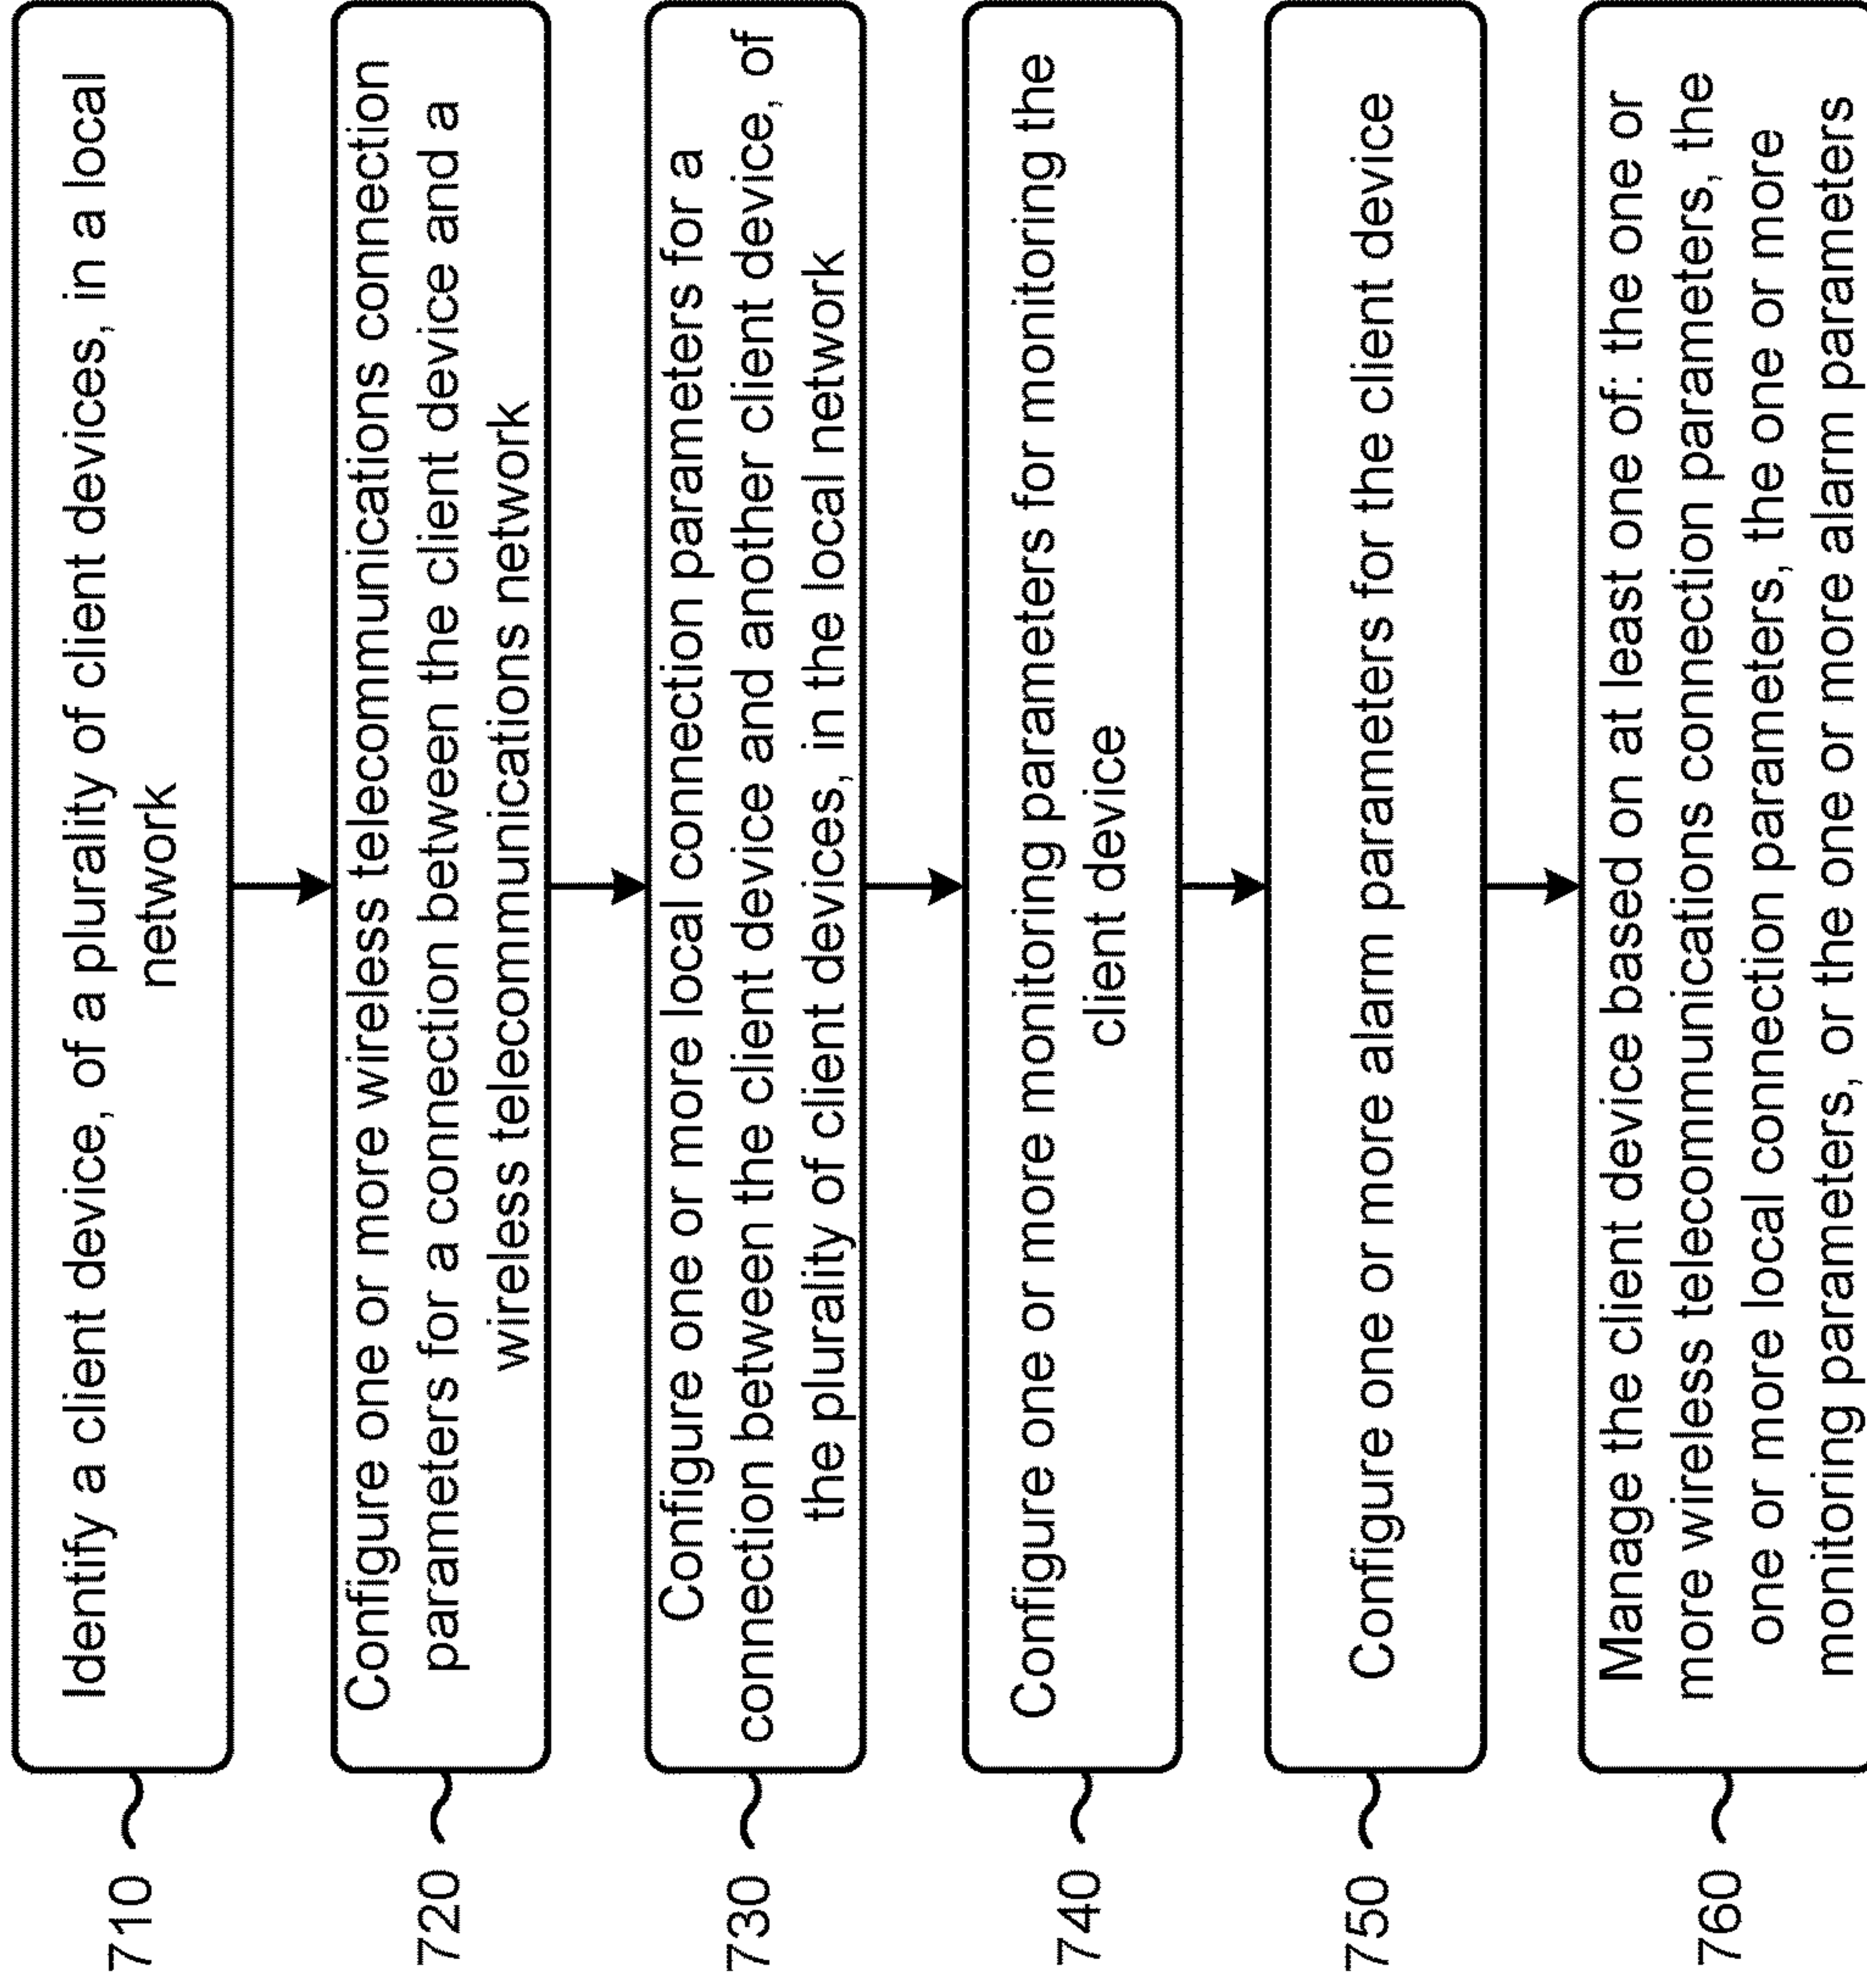 710
Identify a client device, of a plurality of client devices, in a local
network
720
Configure one or more wireless telecommunications connection
parameters for a connection between the client device and a
wireless telecommunications network
730
Configure one or more local connection parameters for a
connection between the client device and another client device, of
the plurality of client devices, in the local network
740
Configure one or more monitoring parameters for monitoring the
client device
750
Configure one or more alarm parameters for the client device
760
Manage the client device based on at least one of: the one or
more wireless telecommunications connection parameters, the
one or more local connection parameters, the one or more
monitoring parameters, or the one or more alarm parameters